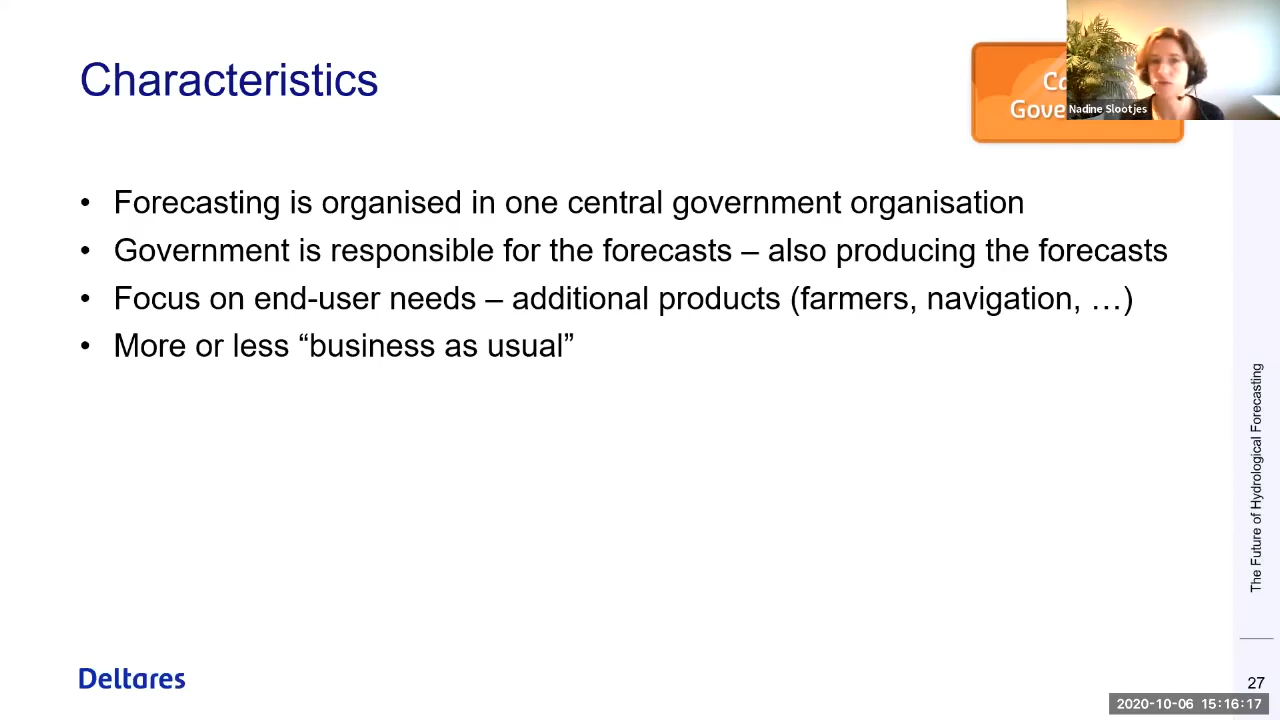 Characteristics
Nadine Slootjes
• Forecasting is organised in one central government organisation
• Government is responsible for the forecasts – also producing the forecasts
• Focus on end-user needs – additional products (farmers, navigation, …)
• More or less “business as usual”
The Future of Hydrological Forecasting
Deltares
27
2020-10-06 15:16:17